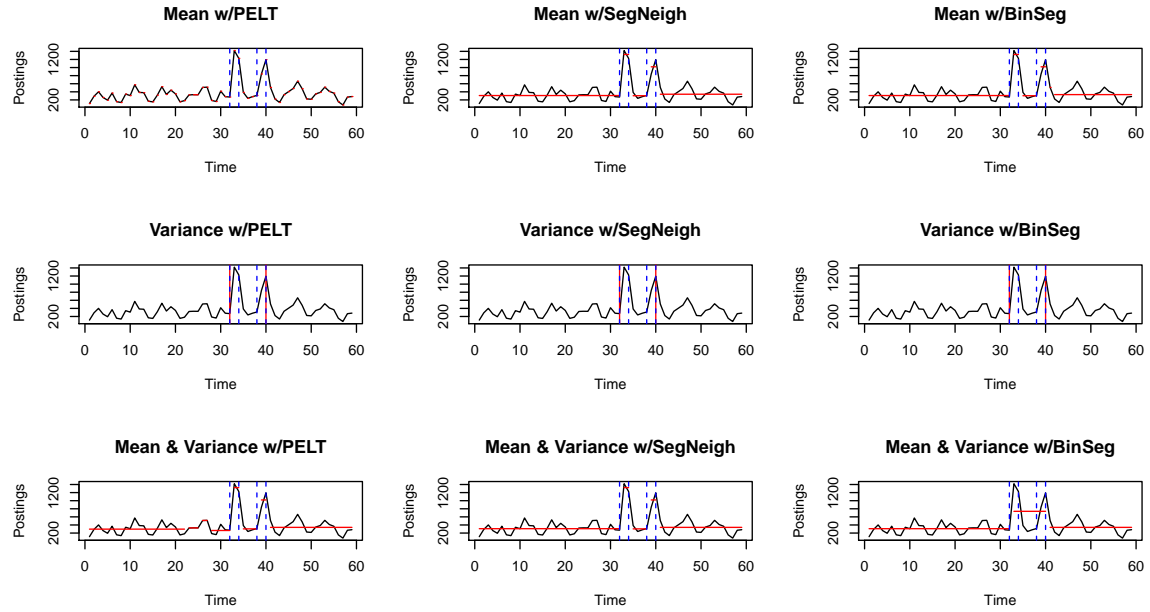 Mean w/PELT
Mean w/SegNeigh
Mean w/BinSeg
Postings
200 1200
0 10 20 30 40 50 60
Time
Postings
200 1200
0 10 20 30 40 50 60
Time
Postings
200 1200
0 10 20 30 40 50 60
Time
Variance w/PELT
Variance w/SegNeigh
Variance w/BinSeg
Postings
200 1200
0 10 20 30 40 50 60
Time
Postings
200 1200
0 10 20 30 40 50 60
Time
Postings
200 1200
0 10 20 30 40 50 60
Time
Mean & Variance w/PELT
Mean & Variance w/SegNeigh
Mean & Variance w/BinSeg
Postings
200 1200
0 10 20 30 40 50 60
Time
Postings
200 1200
0 10 20 30 40 50 60
Time
Postings
200 1200
0 10 20 30 40 50 60
Time